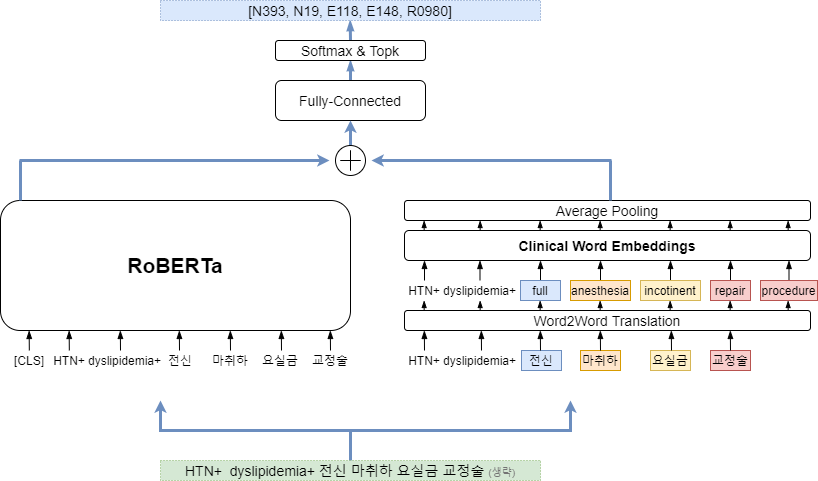 [N393, N19, E118, E148, R0980]
Softmax & Topk
Fully-Connected
RoBERTa
[CLS] HTN+ dyslipidemia+ 전신 마취하 요실금 교정술
Average Pooling
Clinical Word Embeddings
HTN+ dyslipidemia+ full anesthesia incotinent repair procedure
Word2Word Translation
HTN+ dyslipidemia+ 전신 마취하 요실금 교정술
HTN+ dyslipidemia+ 전신 마취하 요실금 교정술 (생략)